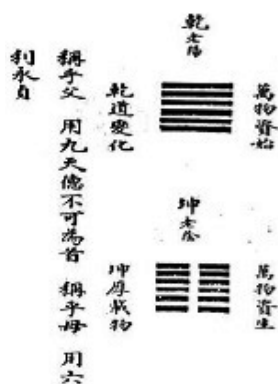 萬物資始
乾老陽
乾道變化
萬物資生
坤老陰
坤厚載物
稱乎父 用九天德不可為首 稱乎母 用六
利永貞